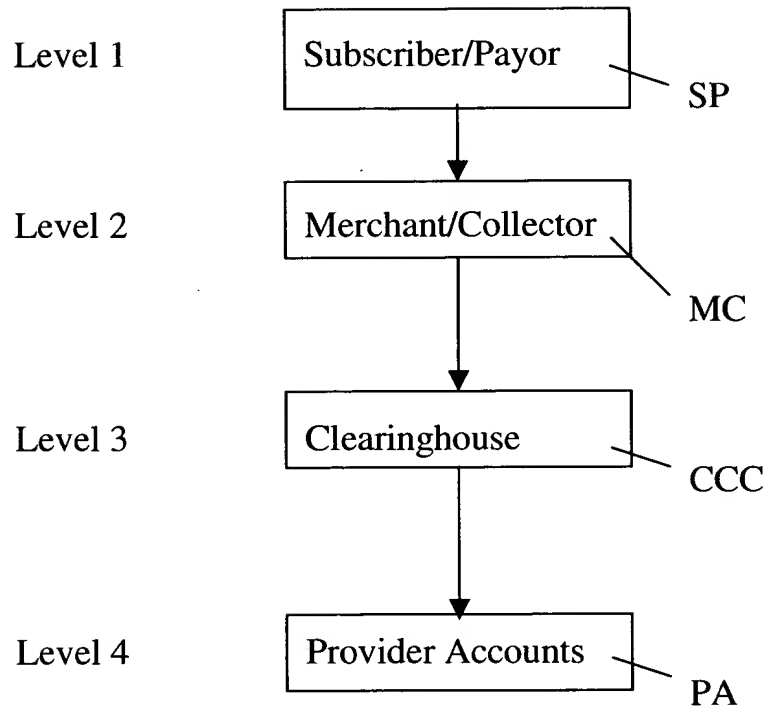 Level 1
Subscriber/Payor
SP
Level 2
Merchant/Collector
MC
Level 3
Clearinghouse
CCC
Level 4
Provider Accounts
PA